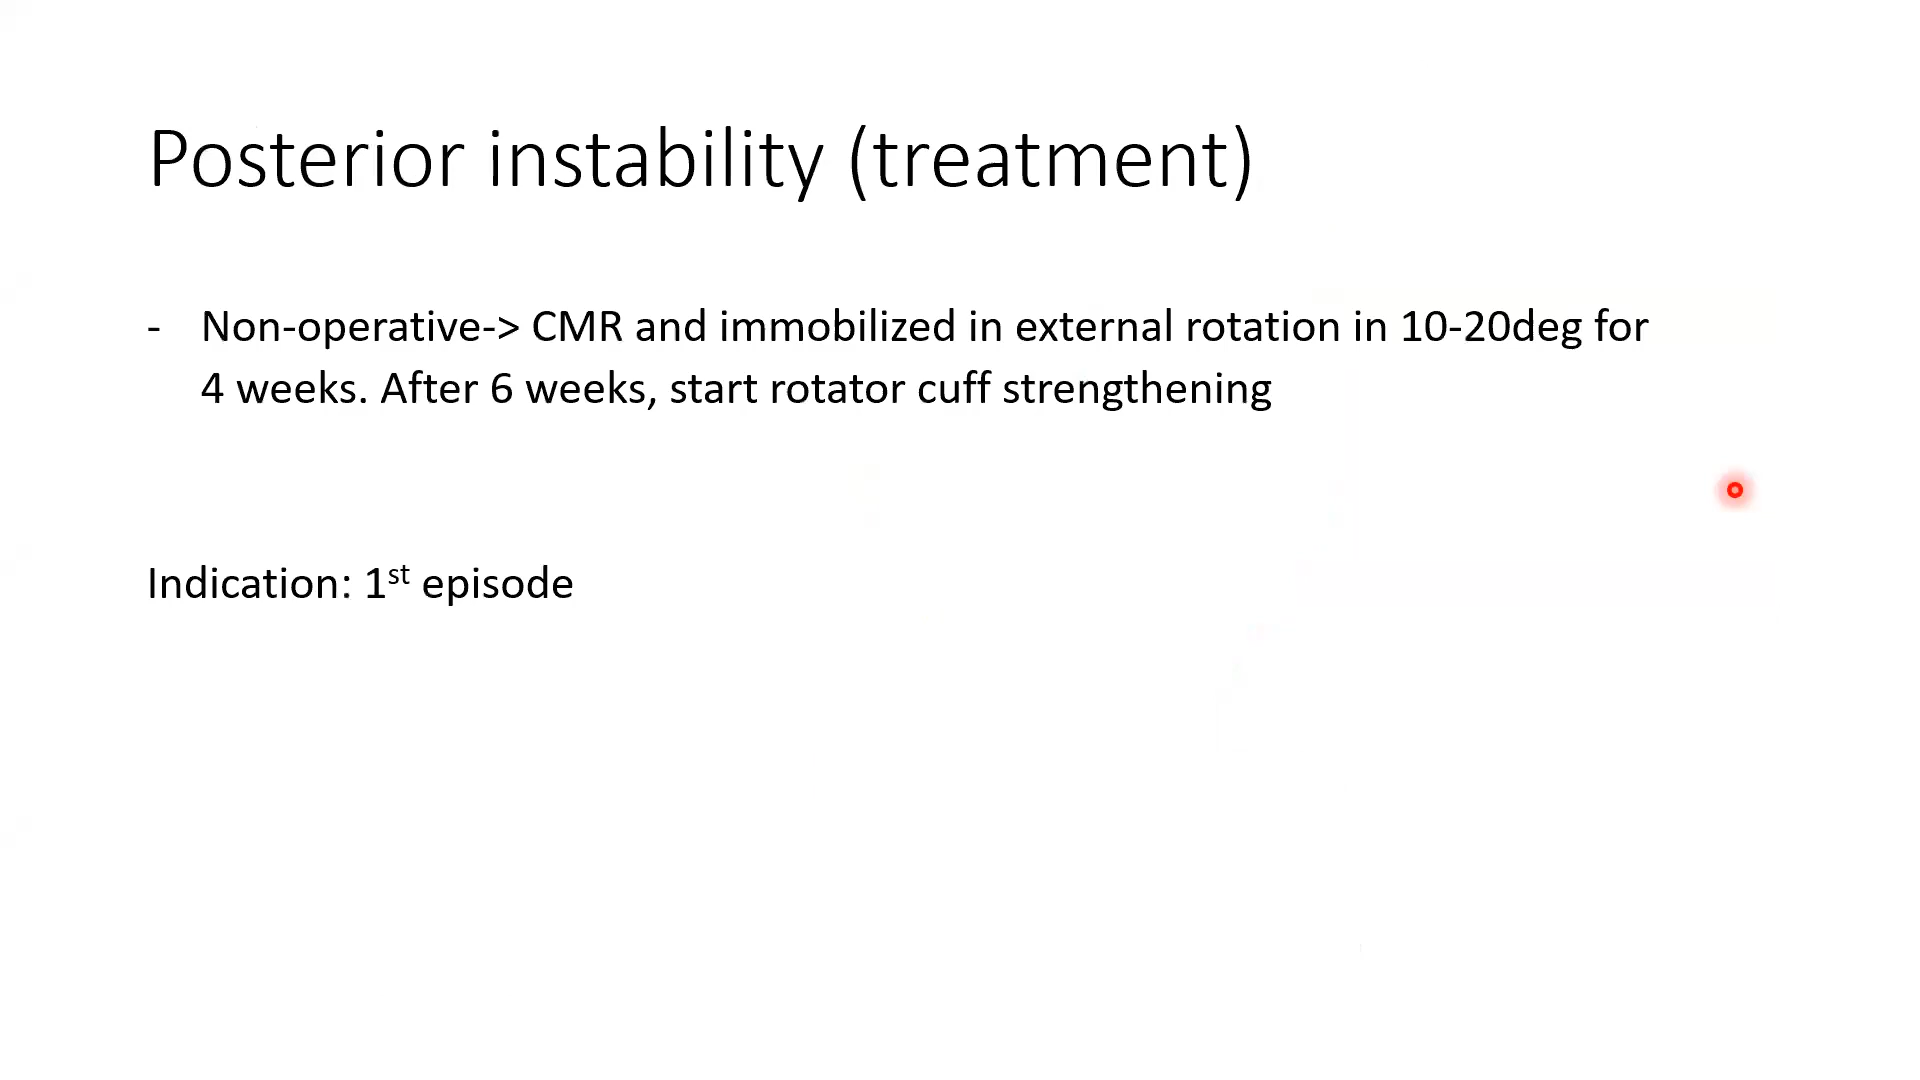 Posterior instability (treatment)
- Non-operative-> CMR and immobilized in external rotation in 10-20deg for
4 weeks. After 6 weeks, start rotator cuff strengthening
Indication: 1st episode